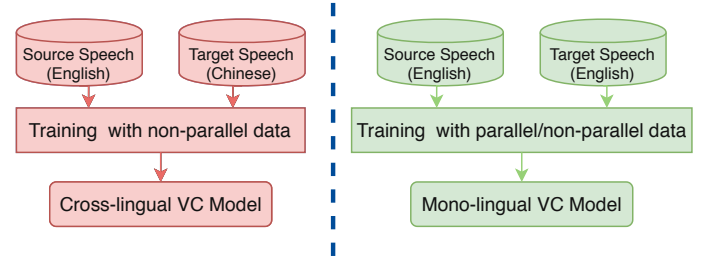 Source Speech
(English)
Target Speech
(Chinese)
Training with non-parallel data
Cross-lingual VC Model
Source Speech
(English)
Target Speech
(English)
Training with parallel/non-parallel data
Mono-lingual VC Model